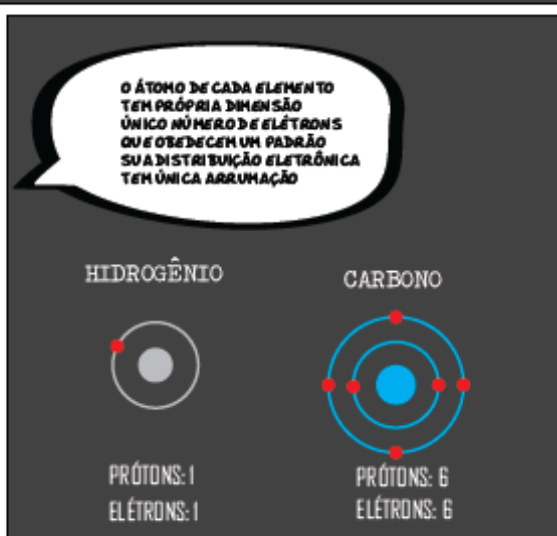 O ÁTOMO DE CADA ELEMENTO
TEM PRÓPRIA DIMENSÃO
ÚNICO NÚMERO DE ELÉTRONS
QUE OBEDECEM UM PADRÃO
SUA DISTRIBUIÇÃO ELETRÔNICA
TEM ÚNICA ARRUMAÇÃO
HIDROGÊNIO
PRÓTONS: 1
ELÉTRONS: 1
CARBONO
PRÓTONS: 6
ELÉTRONS: 6